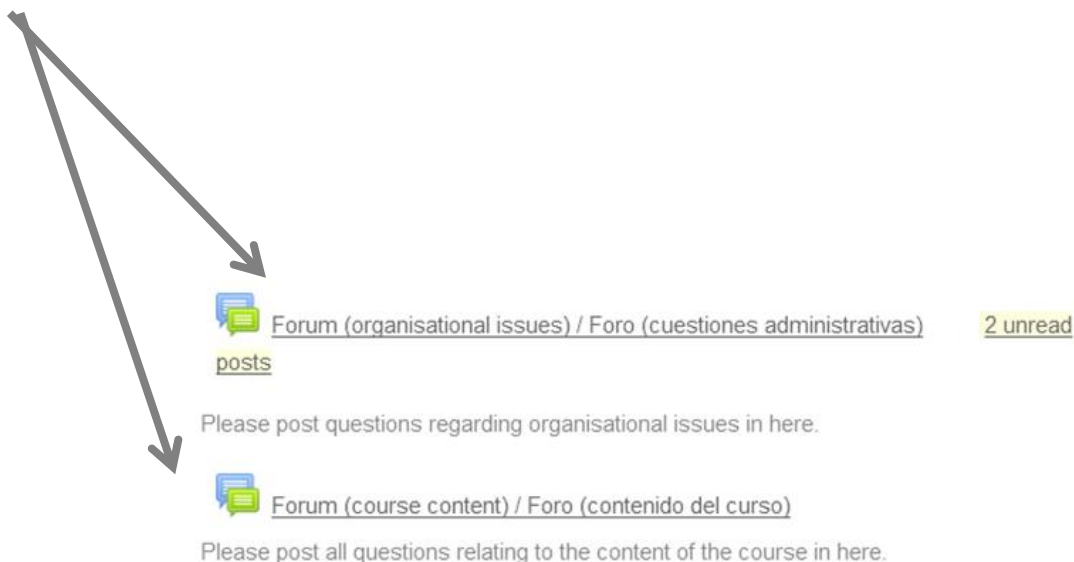 Forum (organisational issues) / Foro (cuestiones administrativas) 2 unread
posts
Please post questions regarding organisational issues in here.
Forum (course content) / Foro (contenido del curso)
Please post all questions relating to the content of the course in here.